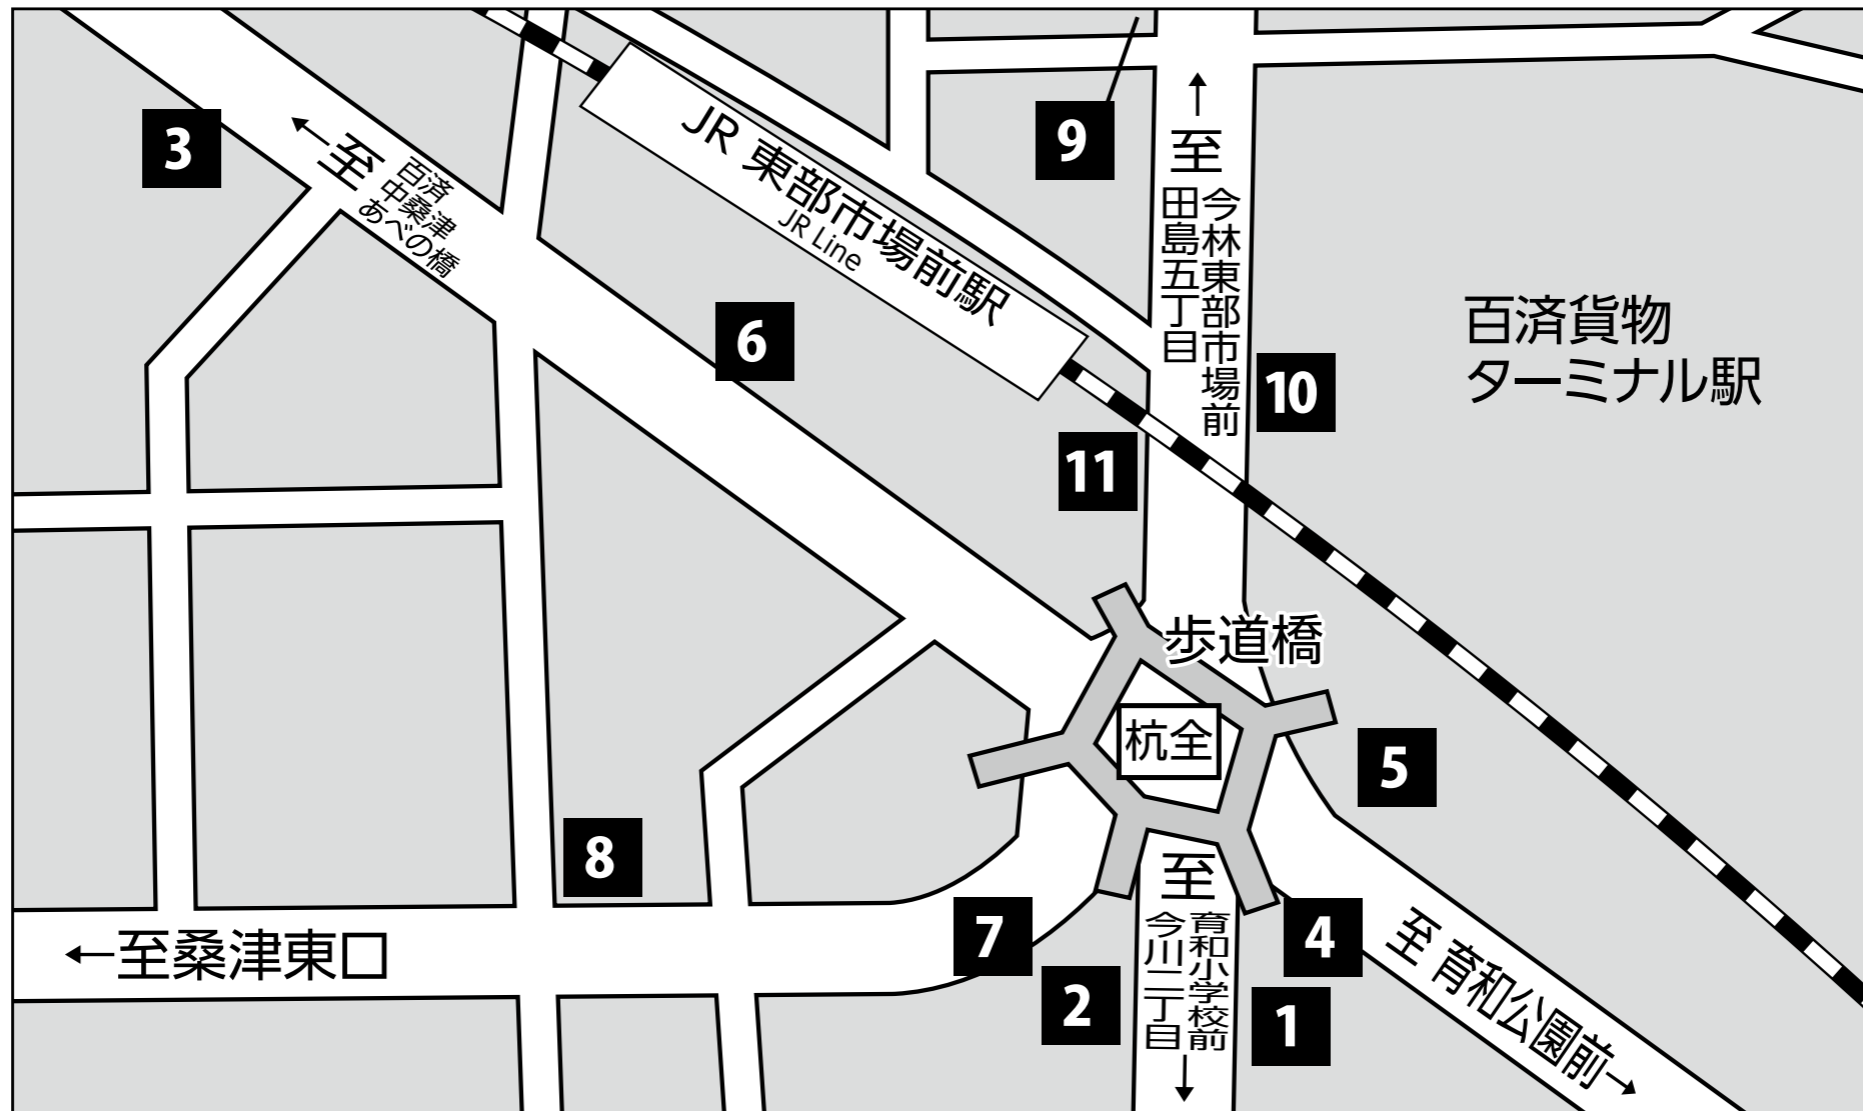 3
←至
百済
中桑津
あべの橋
JR 東部市場前駅
JR Line
9
↑
至
今林東部市場前
田島五丁目
6
10
11
百済貨物
ターミナル駅
歩道橋
杭全
5
8
7
4
2
1
至
育和小学校前
今川二丁目
↓
←至桑津東口
至 育和公園前→